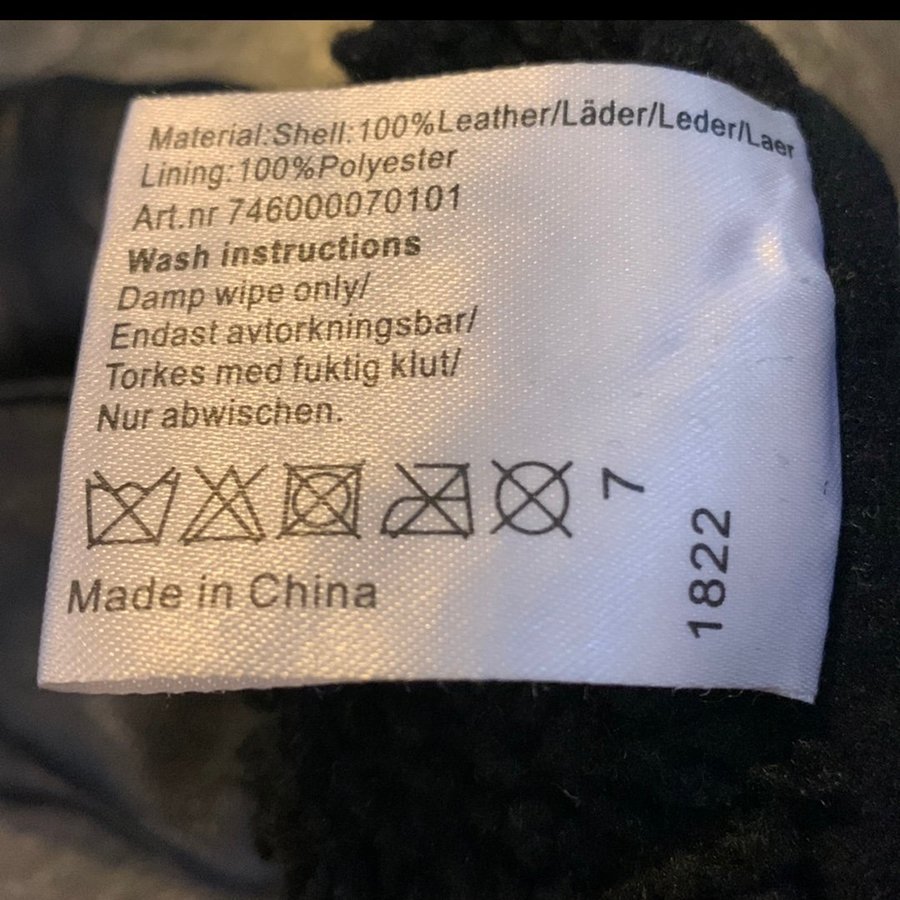 Material:Shell:100%Leather/Läder/Leder/Laer
Lining:100%Polyester
Art.nr 746000070101
Wash instructions
Damp wipe only/
Endast avtorkningsbar/
Torkes med fuktig klut/
Nur abwischen.
7
1822
Made in China